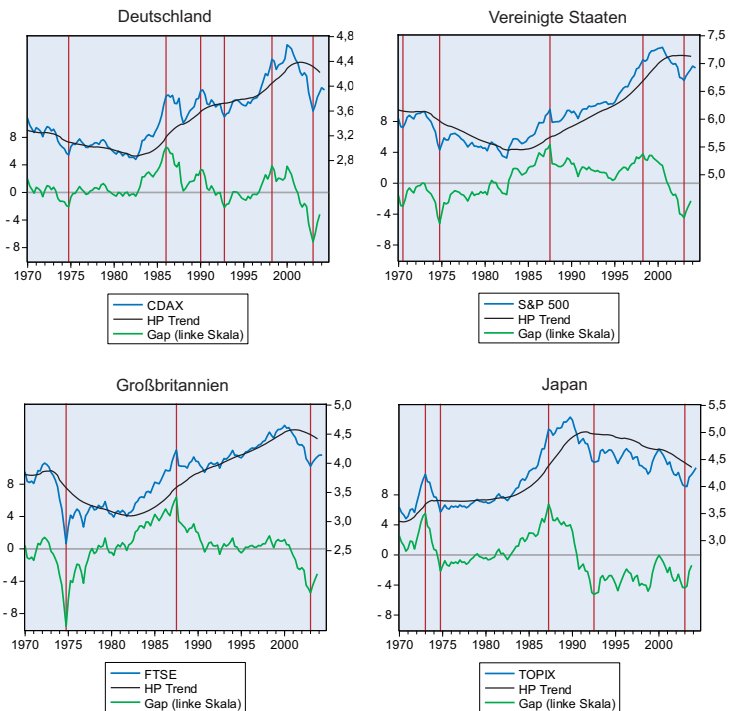 Deutschland
4,8
4,4
4,0
3,6
3,2
2,8
8
4
0
- 4
- 8
1970 1975 1980 1985 1990 1995 2000
CDAX
HP Trend
Gap (linke Skala)
Vereinigte Staaten
7,5
7,0
6,5
6,0
5,5
5,0
8
4
0
- 4
- 8
1970 1975 1980 1985 1990 1995 2000
S&P 500
HP Trend
Gap (linke Skala)
Großbritannien
5,0
4,5
4,0
3,5
3,0
2,5
8
4
0
- 4
- 8
1970 1975 1980 1985 1990 1995 2000
FTSE
HP Trend
Gap (linke Skala)
Japan
5,5
5,0
4,5
4,0
3,5
3,0
8
4
0
- 4
- 8
1970 1975 1980 1985 1990 1995 2000
TOPIX
HP Trend
Gap (linke Skala)